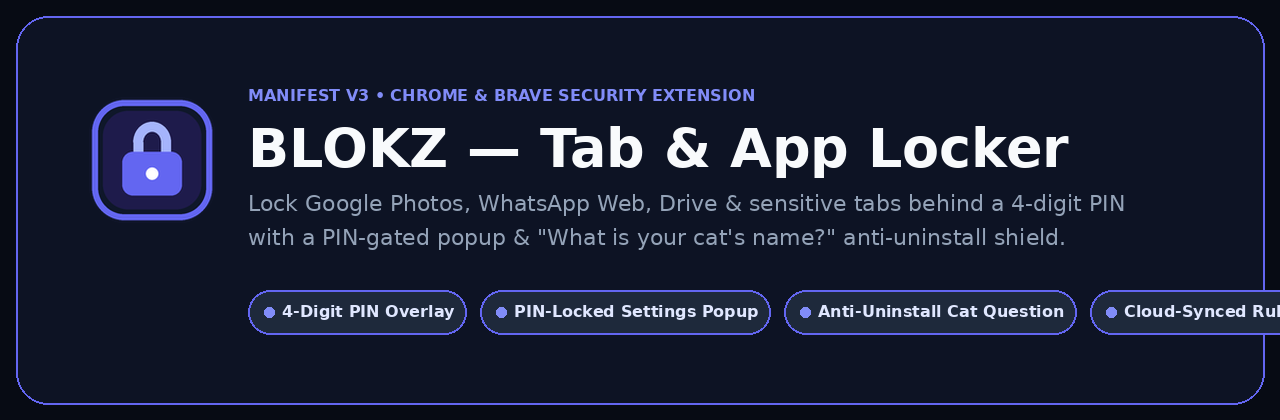 MANIFEST V3 • CHROME & BRAVE SECURITY EXTENSION
BLOKZ — Tab & App Locker
Lock Google Photos, WhatsApp Web, Drive & sensitive tabs behind a 4-digit PIN
with a PIN-gated popup & "What is your cat's name?" anti-uninstall shield.
4-Digit PIN Overlay
PIN-Locked Settings Popup
Anti-Uninstall Cat Question
Cloud-Synced